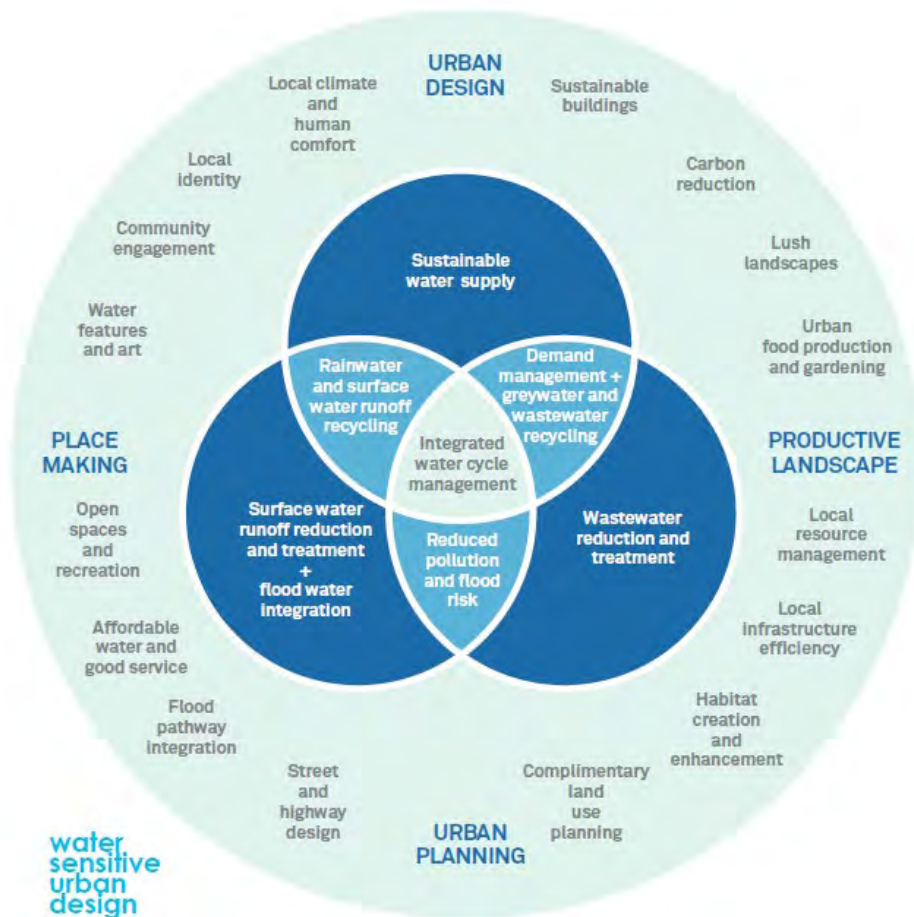 URBAN
DESIGN
Local climate
and
human
comfort
Sustainable
buildings
Local
identity
Carbon
reduction
Community
engagement
Lush
landscapes
Water
features
and art
Urban
food production
and gardening
Sustainable
water supply
Rainwater
and surface
water runoff
recycling
Demand
management +
greywater and
wastewater
recycling
Integrated
water cycle
management
PLACE
MAKING
PRODUCTIVE
LANDSCAPE
Surface water
runoff reduction
and treatment
+
flood water
integration
Reduced
pollution
and flood
risk
Wastewater
reduction and
treatment
Open
spaces
and
recreation
Local
resource
management
Affordable
water and
good service
Local
infrastructure
efficiency
Flood
pathway
integration
Habitat
creation
and
enhancement
Street
and
highway
design
Complimentary
land
use
planning
URBAN
PLANNING
water
sensitive
urban
design